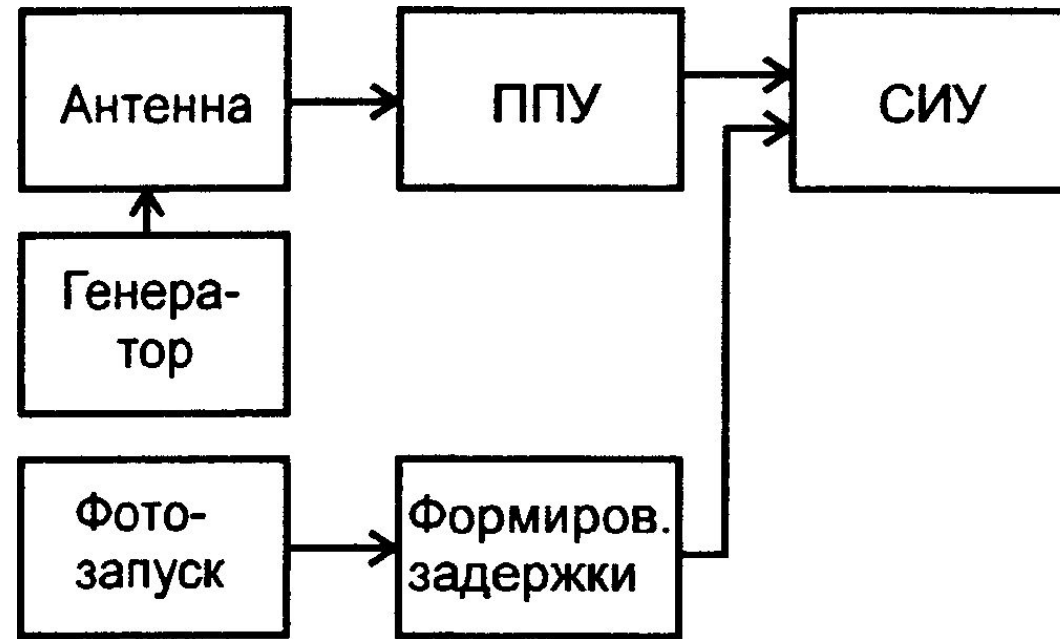 Антенна
ППУ
СИУ
Генера-
тор
Фото-
запуск
Формиров.
задержки